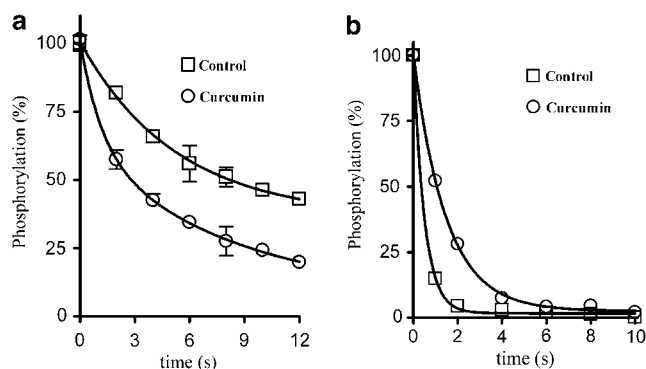 a
Phosphorylation (%)
100
75
50
25
0
Control
Curcumin
0 3 6 9 12
time (s)
b
Phosphorylation (%)
100
75
50
25
0
Control
Curcumin
0 2 4 6 8 10
time (s)